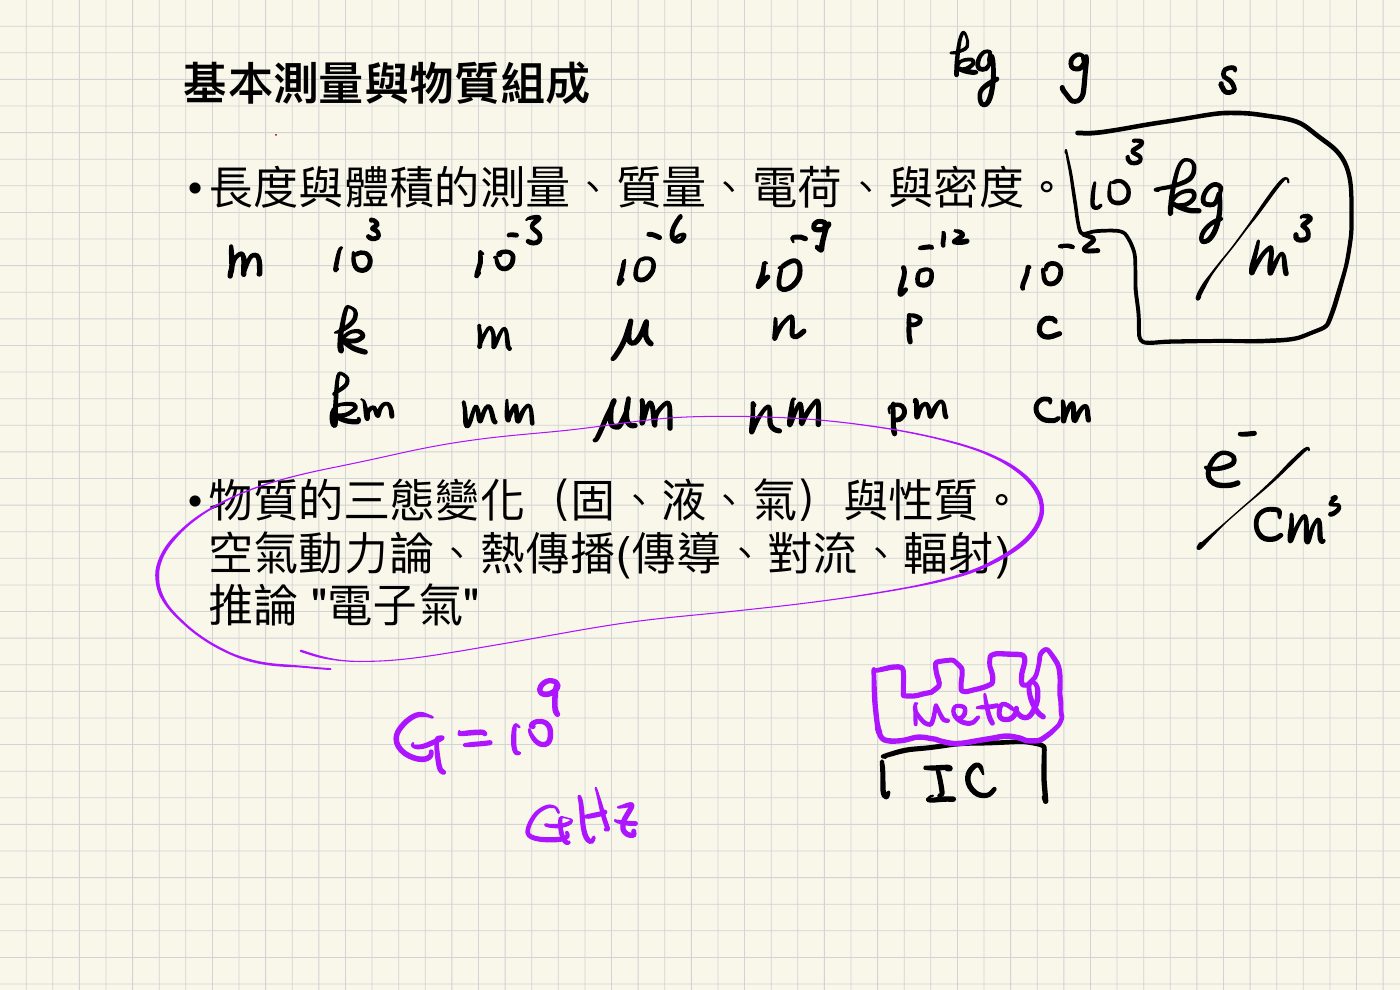 kg g s
基本測量與物質組成
•長度與體積的測量、質量、電荷、與密度。
10³ kg/m³
m 10³ 10⁻³ 10⁻⁶ 10⁻⁹ 10⁻¹² 10⁻²
k m μ n p c
km mm μm nm pm cm
e⁻/cm³
•物質的三態變化（固、液、氣）與性質。
空氣動力論、熱傳播(傳導、對流、輻射)
推論 "電子氣"
G = 10⁹
Metal
IC
GHz